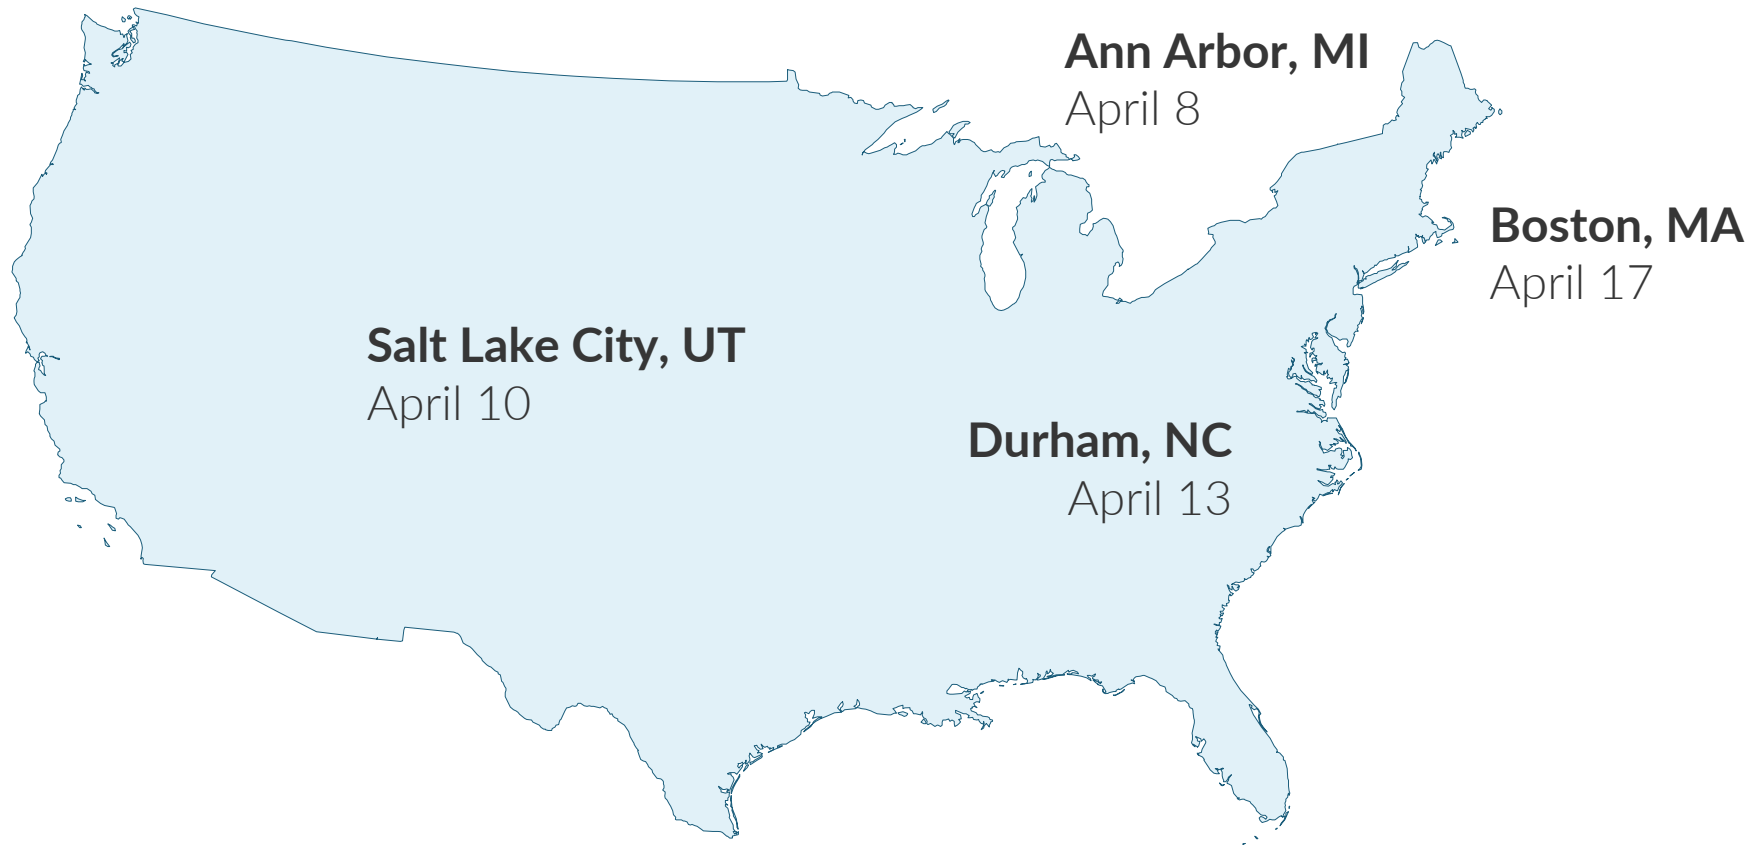 Ann Arbor, MI
April 8
Boston, MA
April 17
Salt Lake City, UT
April 10
Durham, NC
April 13